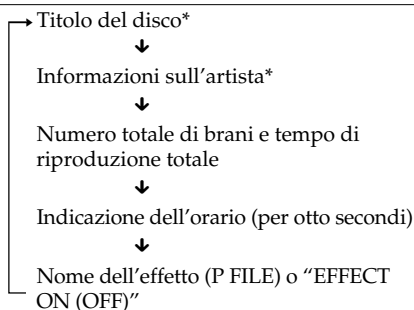 Titolo del disco*
Informazioni sull'artista*
Numero totale di brani e tempo di
riproduzione totale
Indicazione dell'orario (per otto secondi)
Nome dell'effetto (P FILE) o "EFFECT
ON (OFF)"